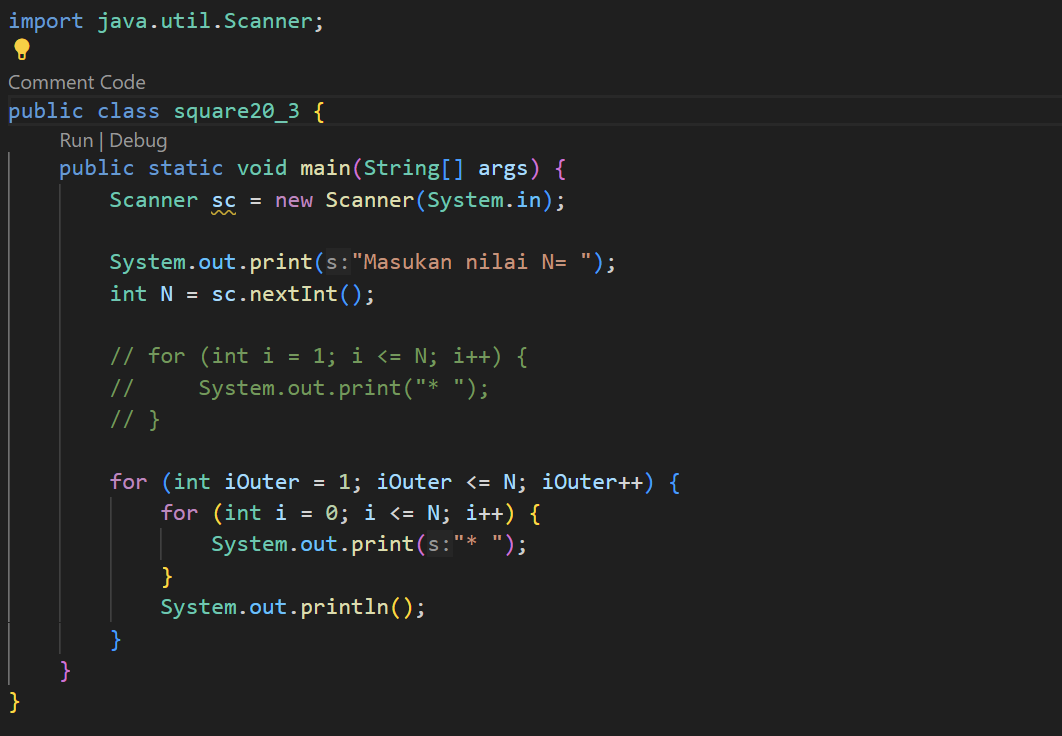 import java.util.Scanner;
Comment Code
public class square20_3 {
Run | Debug
public static void main(String[] args) {
Scanner sc = new Scanner(System.in);
System.out.print(s:"Masukan nilai N= ");
int N = sc.nextInt();
// for (int i = 1; i <= N; i++) {
//     System.out.print("* ");
// }
for (int iOuter = 1; iOuter <= N; iOuter++) {
for (int i = 0; i <= N; i++) {
System.out.print(s:"* ");
}
System.out.println();
}
}
}